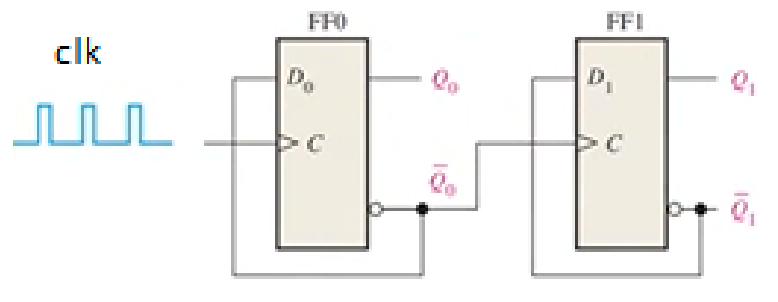 FF0
FF1
clk
D₀
Q₀
D₁
Q₁
C
C
Q̅₀
Q̅₁